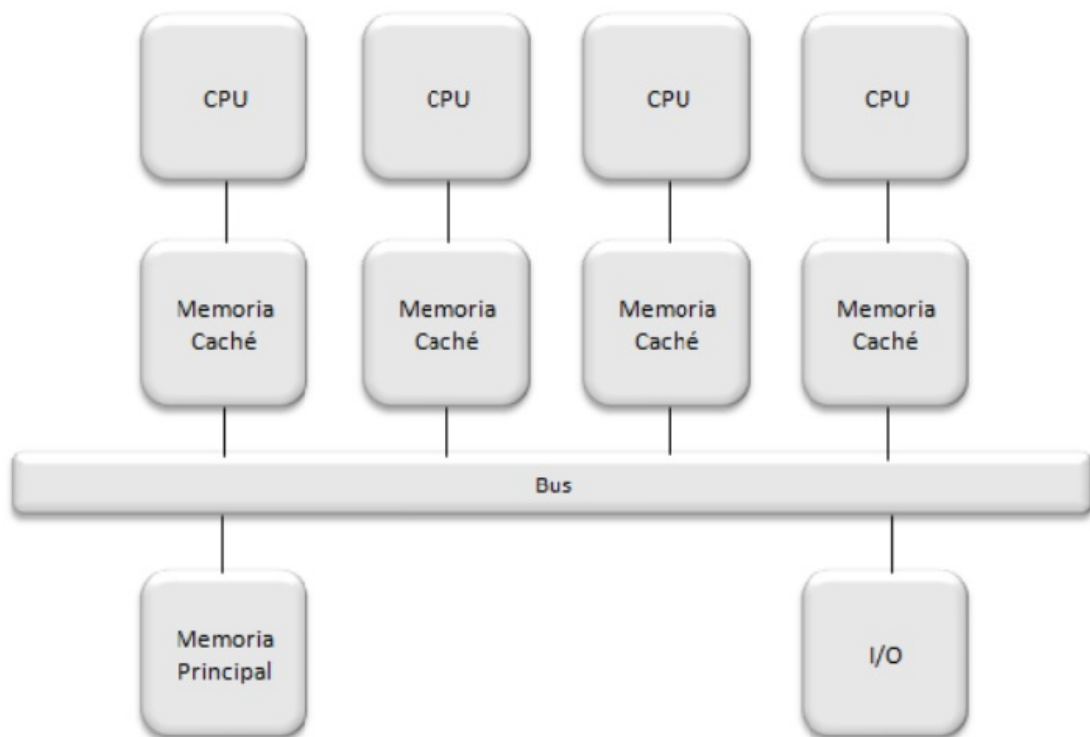 CPU
CPU
CPU
CPU
Memoria
Caché
Memoria
Caché
Memoria
Caché
Memoria
Caché
Bus
Memoria
Principal
I/O